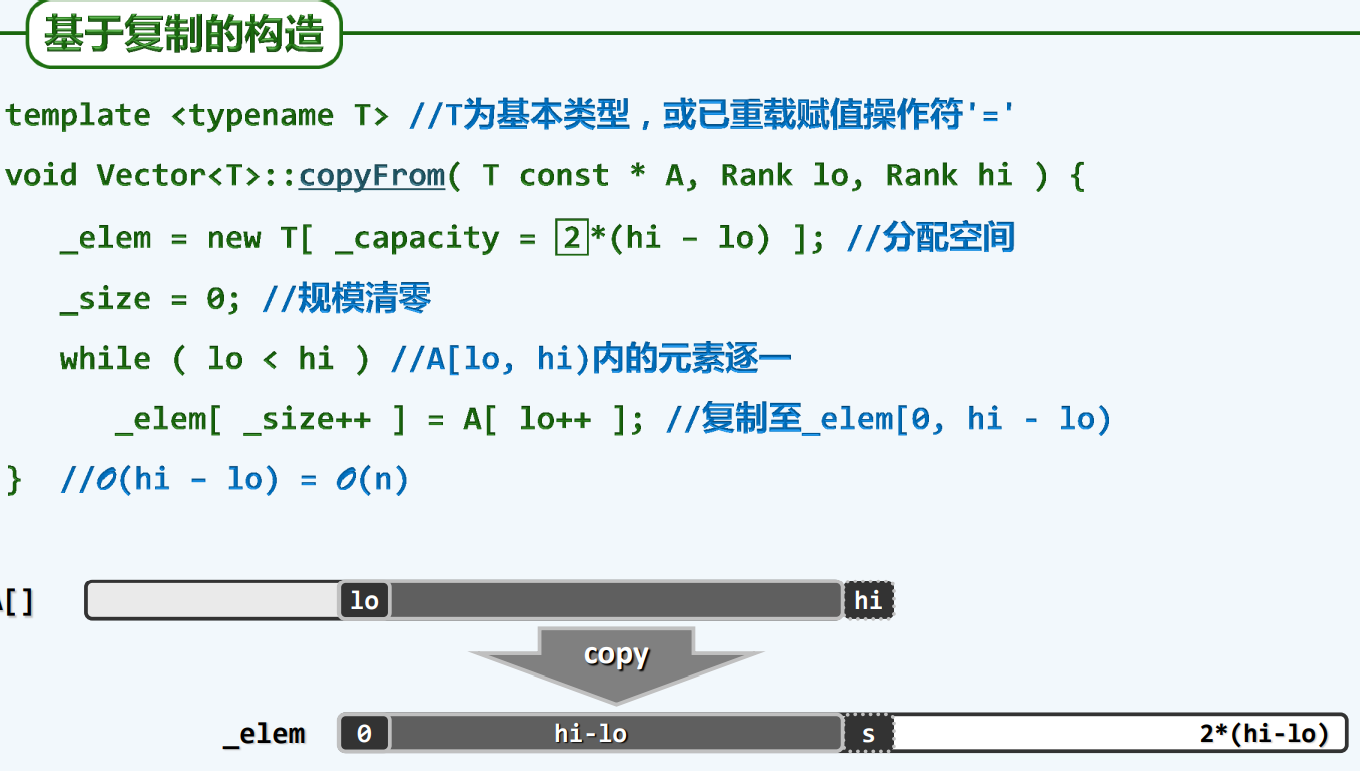 基于复制的构造
template <typename T> //T为基本类型，或已重载赋值操作符'='
void Vector<T>::copyFrom( T const * A, Rank lo, Rank hi ) {
_elem = new T[ _capacity = 2*(hi – lo) ]; //分配空间
_size = 0; //规模清零
while ( lo < hi ) //A[lo, hi)内的元素逐一
_elem[ _size++ ] = A[ lo++ ]; //复制至_elem[0, hi - lo)
} //𝒪(hi – lo) = 𝒪(n)
A[] lo hi
copy
_elem 0 hi-lo s 2*(hi-lo)